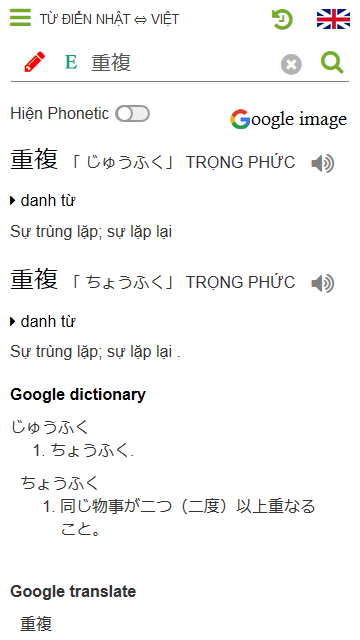 TỪ ĐIỂN NHẬT ⇔ VIỆT
E 重複
Hiện Phonetic
Google image
重複 「 じゅうふく」 TRỌNG PHỨC
danh từ
Sự trùng lặp; sự lặp lại
重複 「 ちょうふく」 TRỌNG PHỨC
danh từ
Sự trùng lặp; sự lặp lại .
Google dictionary
じゅうふく
1. ちょうふく.
ちょうふく
1. 同じ物事が二つ（二度）以上重なる
こと。
Google translate
重複